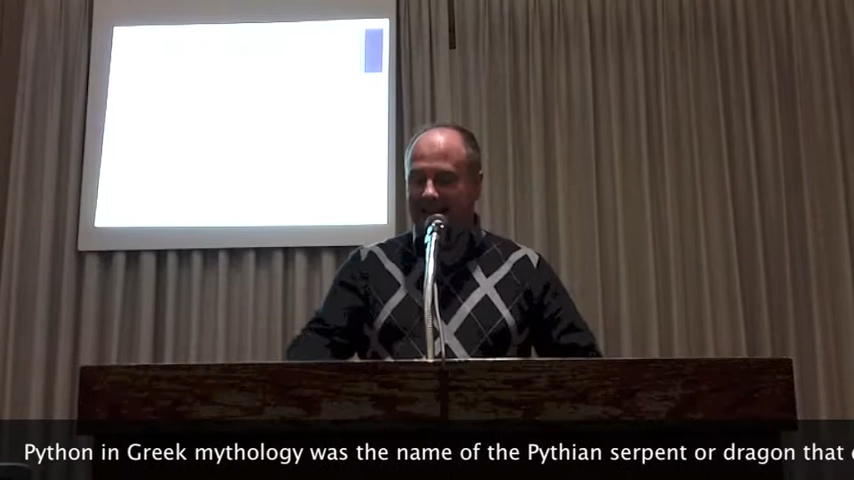 Python in Greek mythology was the name of the Pythian serpent or dragon that